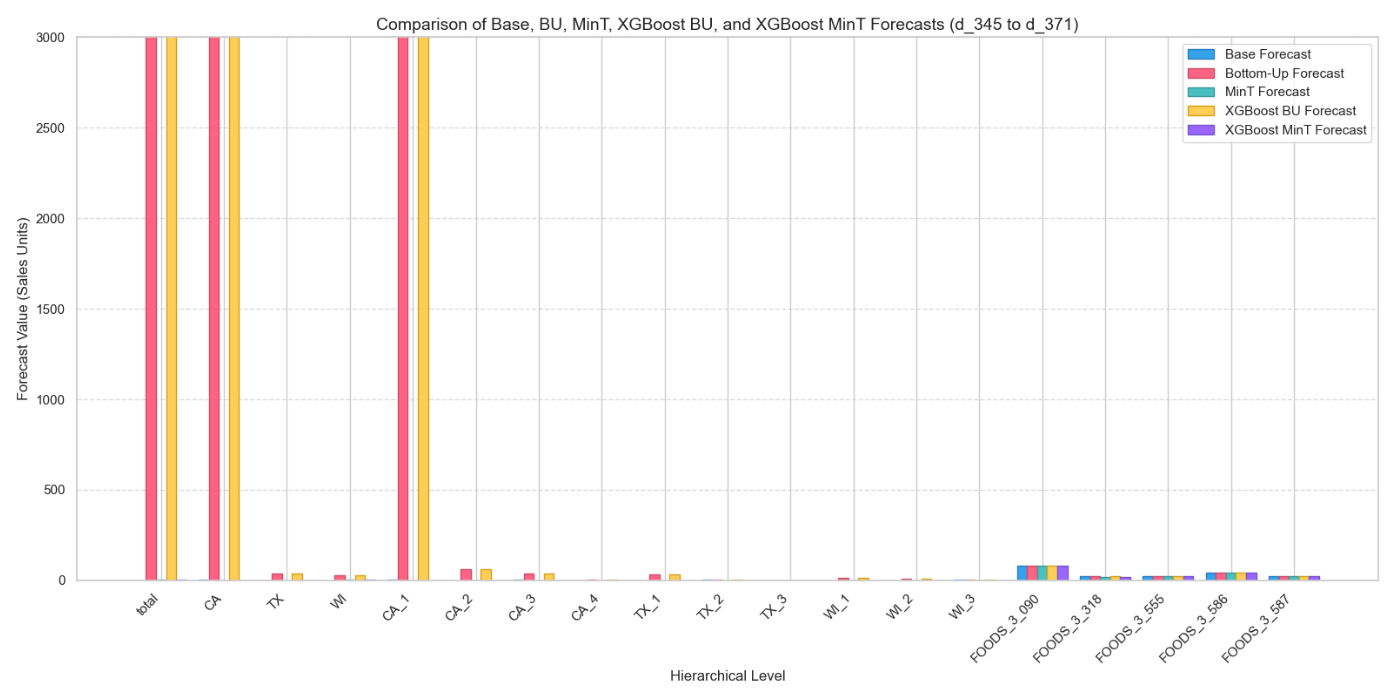 Comparison of Base, BU, MinT, XGBoost BU, and XGBoost MinT Forecasts (d_345 to d_371)
Base Forecast
Bottom-Up Forecast
MinT Forecast
XGBoost BU Forecast
XGBoost MinT Forecast
Forecast Value (Sales Units)
3000
2500
2000
1500
1000
500
0
total
CA
TX
WI
CA_1
CA_2
CA_3
CA_4
TX_1
TX_2
TX_3
WI_1
WI_2
WI_3
FOODS_3_090
FOODS_3_318
FOODS_3_555
FOODS_3_586
FOODS_3_587
Hierarchical Level